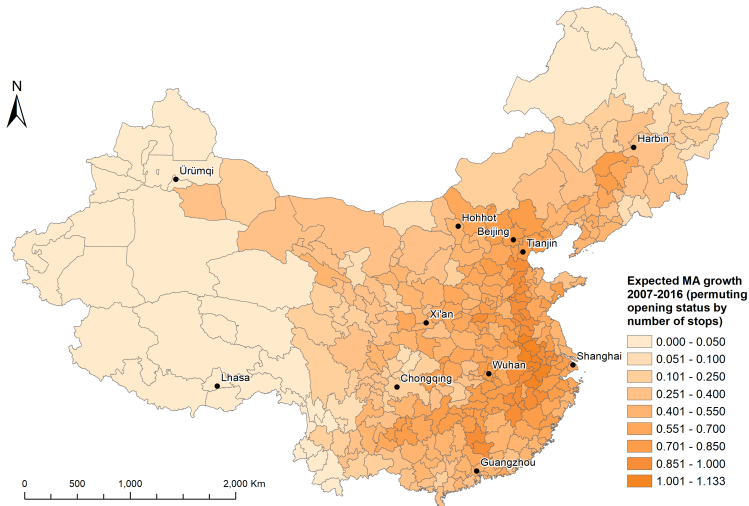 N
Harbin
Ürümqi
Hohhot
Beijing
Tianjin
Xi'an
Shanghai
Wuhan
Chongqing
Lhasa
Guangzhou
Expected MA growth
2007-2016 (permuting
opening status by
number of stops)
0.000 - 0.050
0.051 - 0.100
0.101 - 0.250
0.251 - 0.400
0.401 - 0.550
0.551 - 0.700
0.701 - 0.850
0.851 - 1.000
1.001 - 1.133
0 500 1,000 2,000 Km